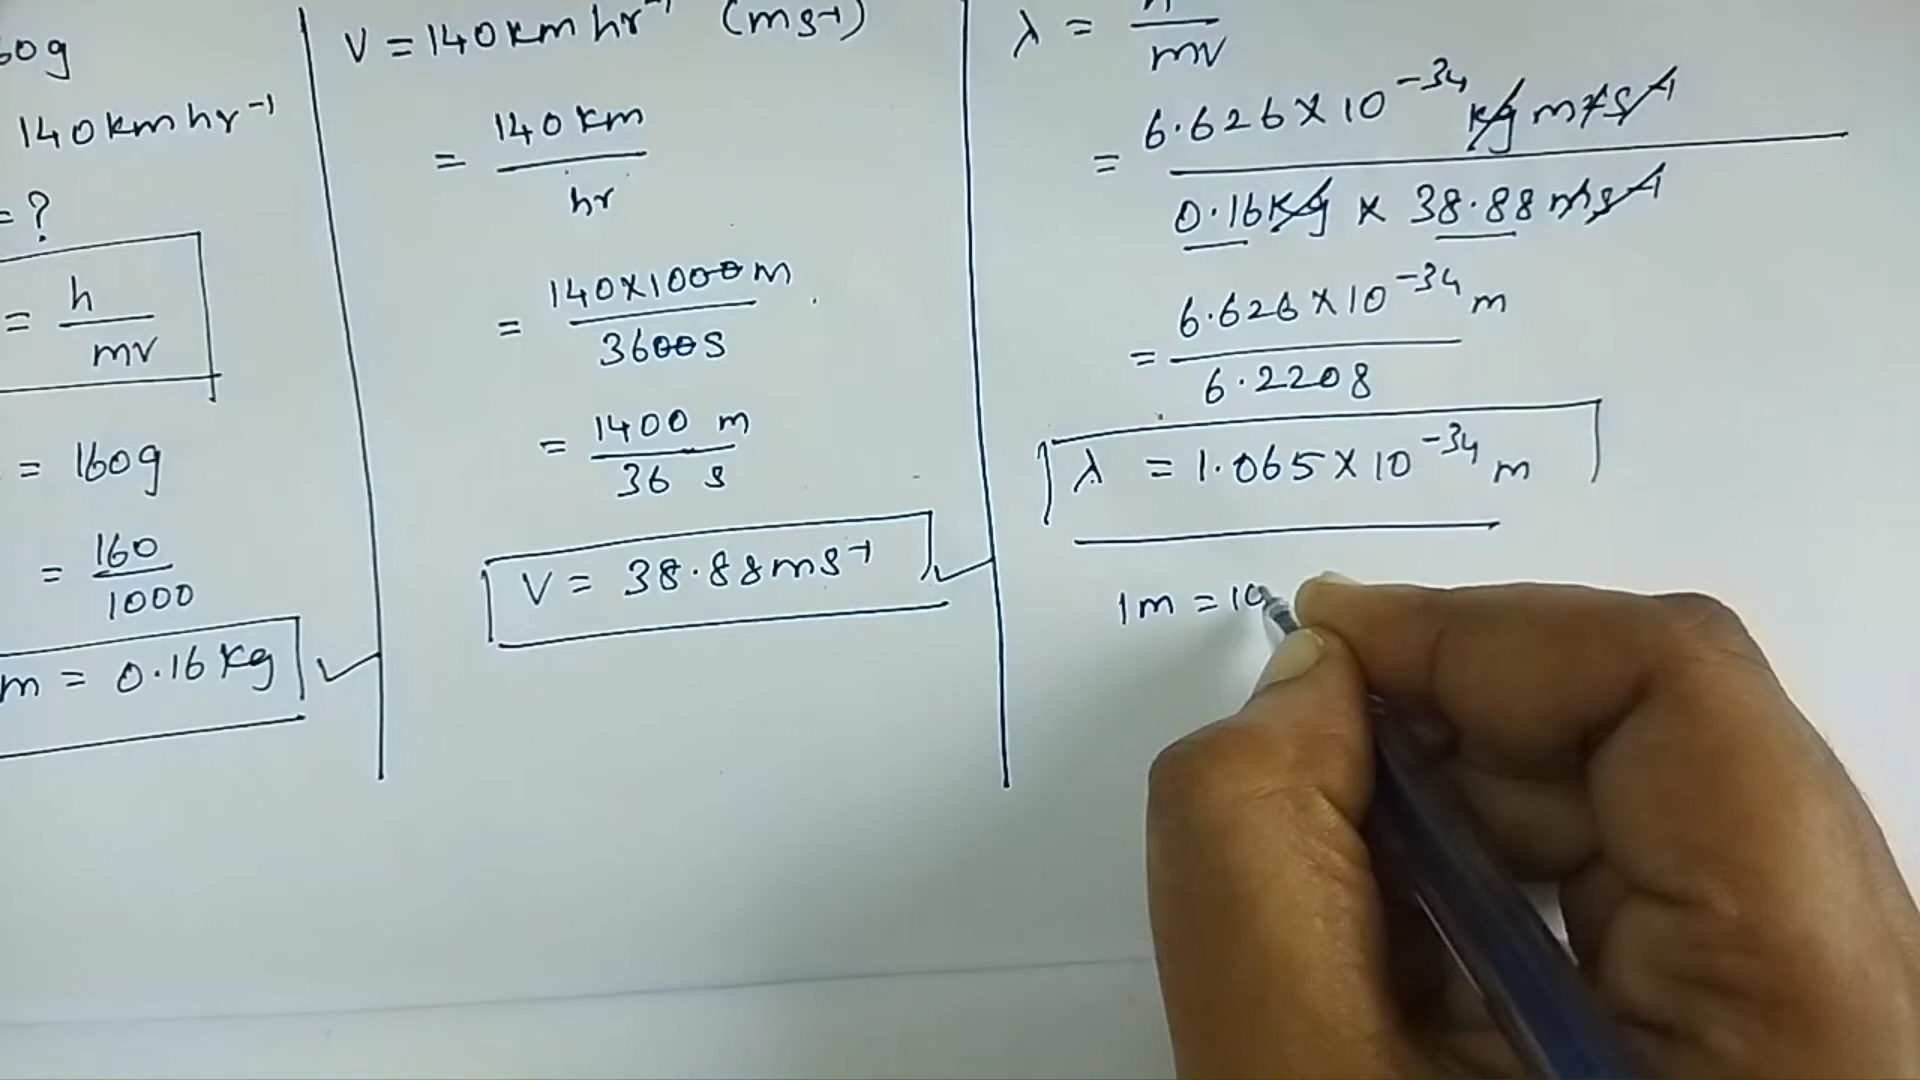 60g
140 km hr⁻¹
= ?
= h / mv
= 160g
= 160 / 1000
m = 0.16 Kg
V = 140 km hr⁻¹ (ms⁻¹)
= 140 km / hr
= 140 × 1000 m / 3600 s
= 1400 m / 36 s
V = 38.88 ms⁻¹
λ = h / mv
= 6.626 × 10⁻³⁴ kg m² s⁻¹ / 0.16 kg × 38.88 ms⁻¹
= 6.626 × 10⁻³⁴ m / 6.2208
λ = 1.065 × 10⁻³⁴ m
1m = 10